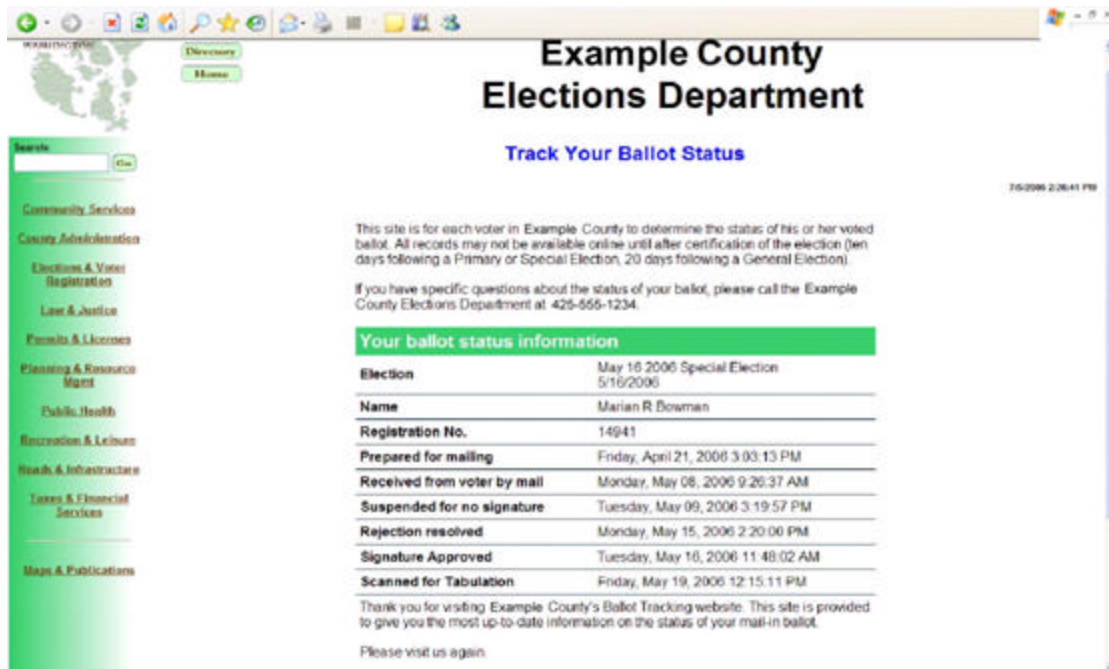 Directory
Home
Example County
Elections Department
Track Your Ballot Status
Search:
Go
7/5/2006 2:26:41 PM
Community Services
County Administration
Elections & Voter
Registration
Law & Justice
Permits & Licenses
Planning & Resource
Mgmt
Public Health
Recreation & Leisure
Roads & Infrastructure
Taxes & Financial
Services
Maps & Publications
This site is for each voter in Example County to determine the status of his or her voted
ballot. All records may not be available online until after certification of the election (ten
days following a Primary or Special Election, 20 days following a General Election).
If you have specific questions about the status of your ballot, please call the Example
County Elections Department at 425-555-1234.
Your ballot status information
Election May 16 2006 Special Election
5/16/2006
Name Marian R Bowman
Registration No. 14941
Prepared for mailing Friday, April 21, 2006 3:03:13 PM
Received from voter by mail Monday, May 08, 2006 9:26:37 AM
Suspended for no signature Tuesday, May 09, 2006 3:19:57 PM
Rejection resolved Monday, May 15, 2006 2:20:06 PM
Signature Approved Tuesday, May 16, 2006 11:48:02 AM
Scanned for Tabulation Friday, May 19, 2006 12:15:11 PM
Thank you for visiting Example County's Ballot Tracking website. This site is provided
to give you the most up-to-date information on the status of your mail-in ballot.
Please visit us again.